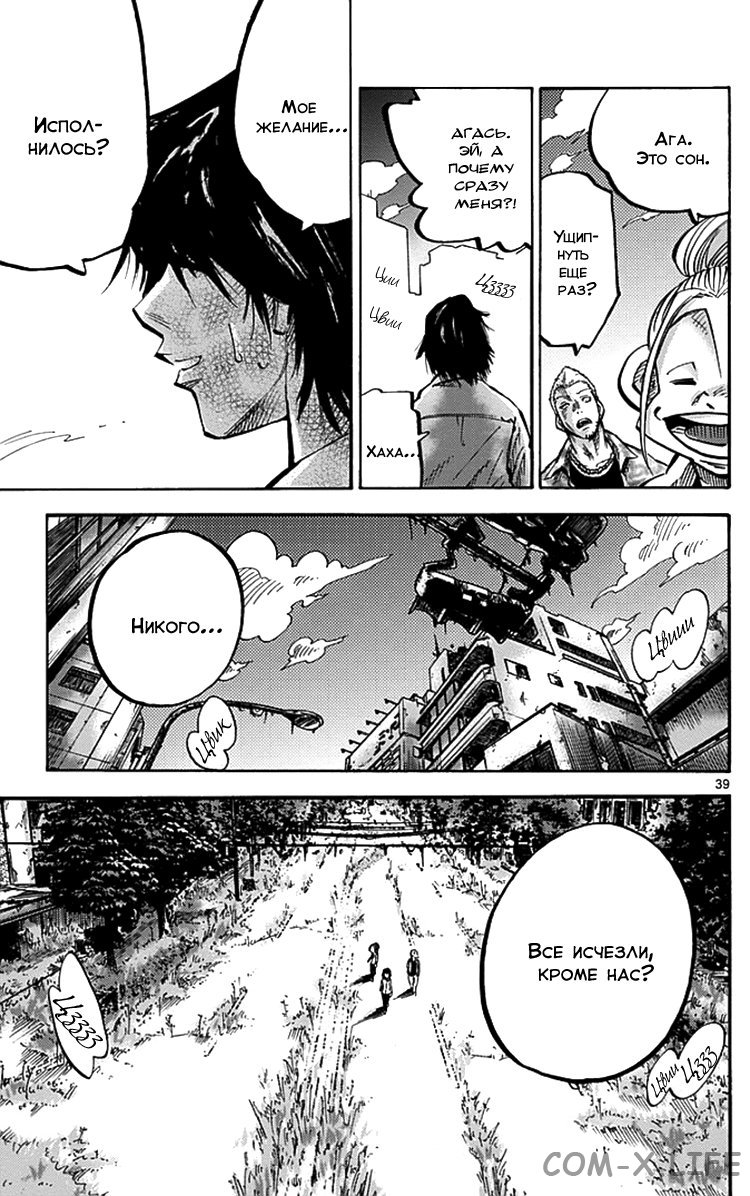 Ага.
Это сон.
Ущип-
нуть
еще
раз?
Агась.
Эй, а
почему
сразу
меня?!
Ции
Цзззз
Цвии
Хаха...
Мое
желание...
Испол-
нилось?
Никого...
Цвиии
Цвик
39
Все исчезли,
кроме нас?
Цзззз
Цвии
Цззз
COM-X.LIFE